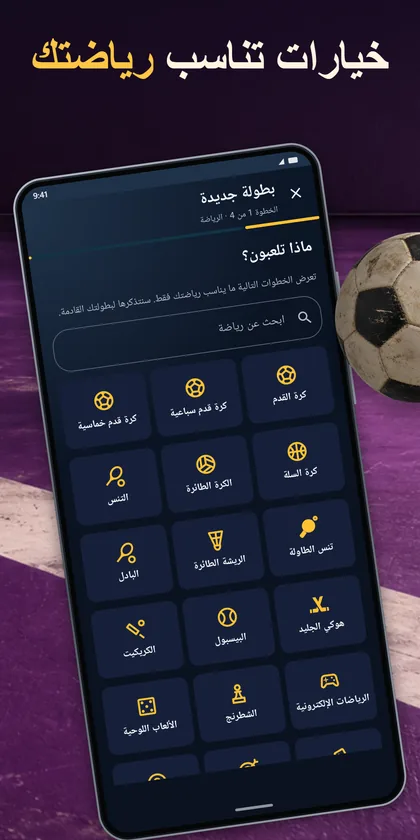 خيارات تناسب رياضتك
9:41
بطولة جديدة
الخطوة 1 من 4 · الرياضة
ماذا تلعبون؟
تعرض الخطوات التالية ما يناسب رياضتك فقط. سنتذكرها لبطولتك القادمة.
ابحث عن رياضة
كرة القدم
كرة قدم سباعية
كرة قدم خماسية
كرة السلة
الكرة الطائرة
التنس
تنس الطاولة
الريشة الطائرة
البادل
هوكي الجليد
البيسبول
الكريكيت
الرياضات الإلكترونية
الشطرنج
الألعاب اللوحية